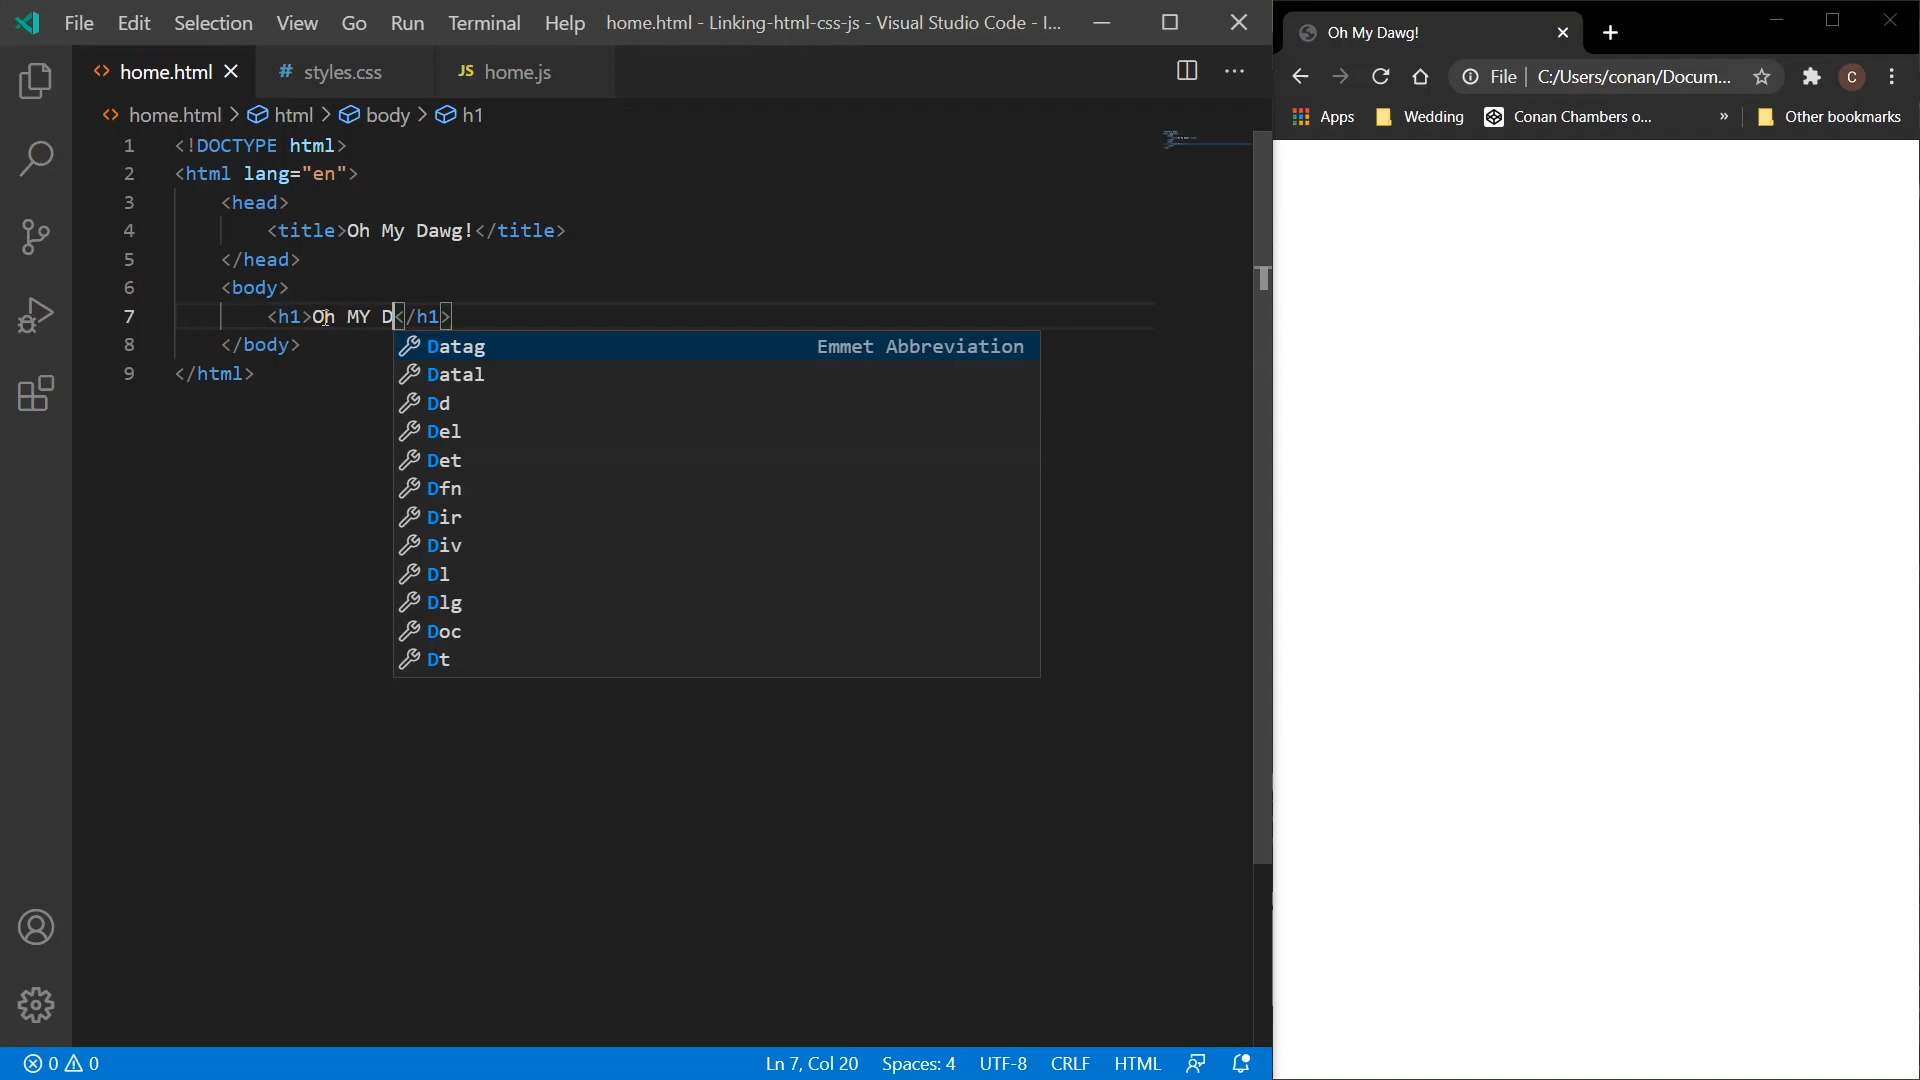 File Edit Selection View Go Run Terminal Help home.html - Linking-html-css-js - Visual Studio Code - I...
home.html # styles.css JS home.js
<> home.html > html > body > h1
1 <!DOCTYPE html>
2 <html lang="en">
3 <head>
4 <title>Oh My Dawg!</title>
5 </head>
6 <body>
7 <h1>Oh MY D</h1>
8 </body>
9 </html>
Datag Emmet Abbreviation
Datal
Dd
Del
Det
Dfn
Dir
Div
Dl
Dlg
Doc
Dt
0 0 Ln 7, Col 20 Spaces: 4 UTF-8 CRLF HTML
Oh My Dawg!
File C:/Users/conan/Docum... C
Apps Wedding Conan Chambers o... » Other bookmarks